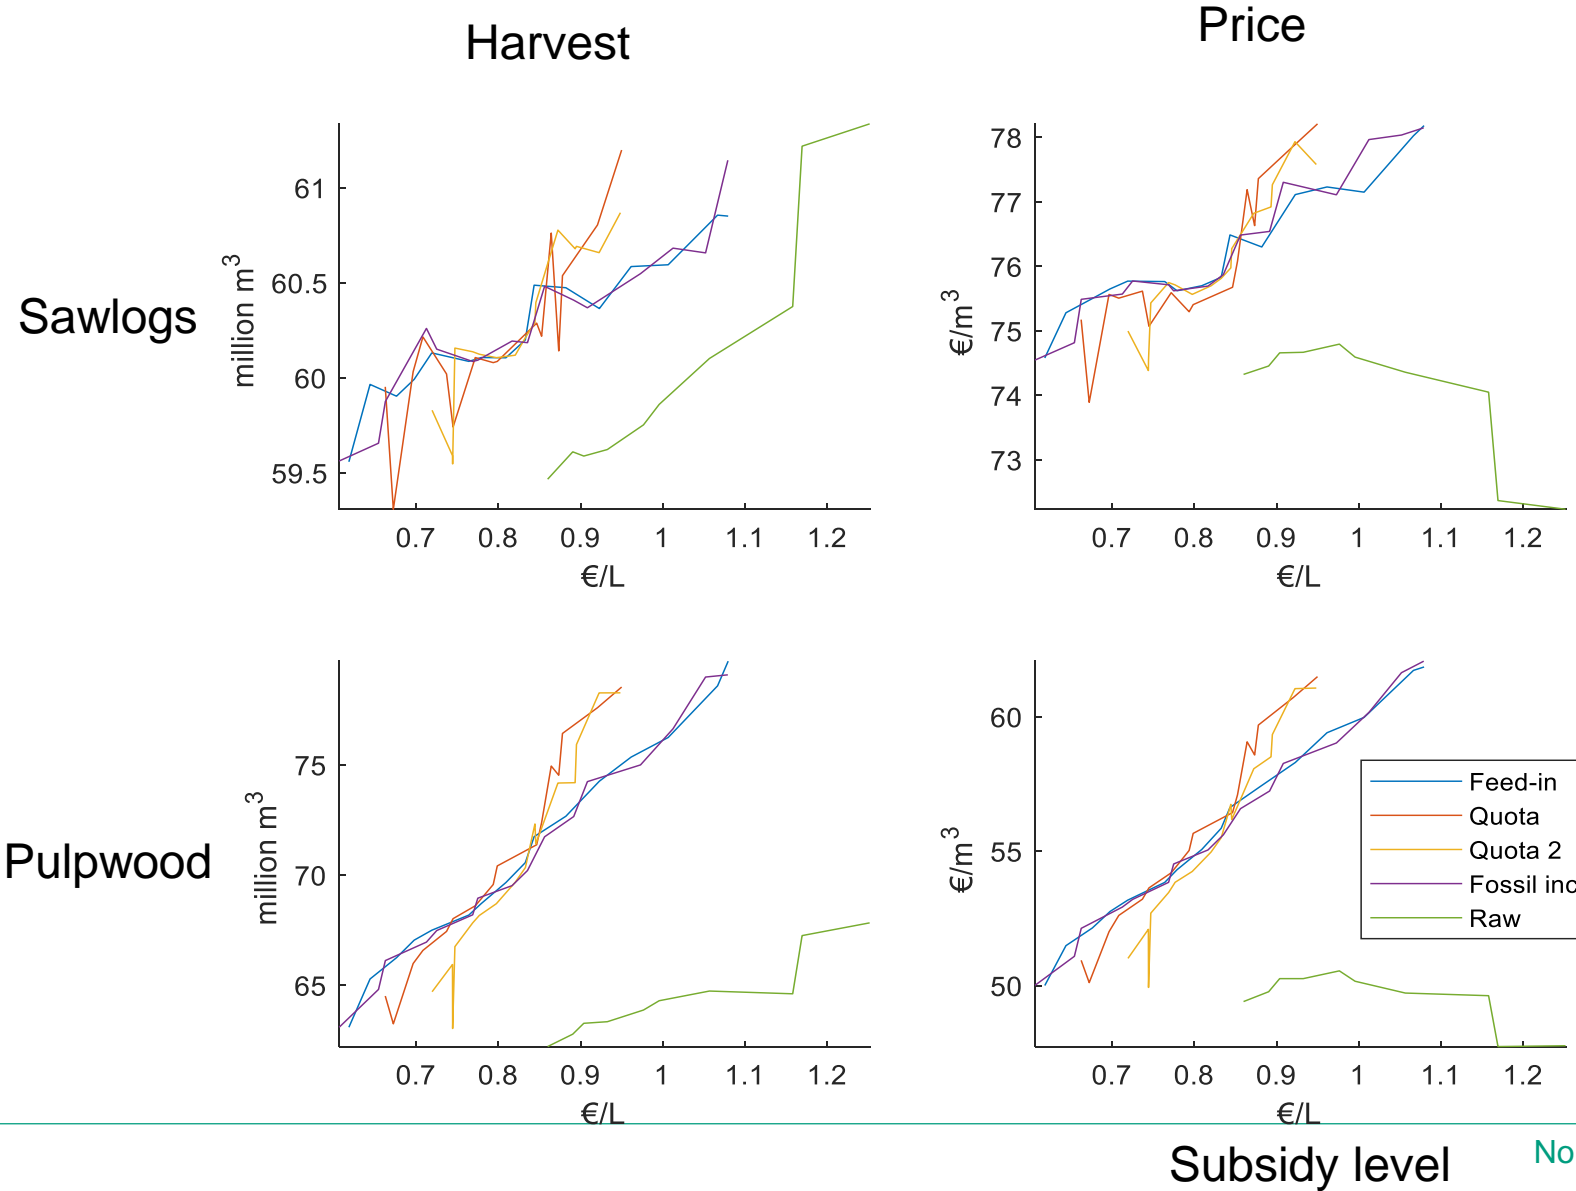 Harvest
Price
Sawlogs
million m³
61
60.5
60
59.5
0.7 0.8 0.9 1 1.1 1.2
€/L
€/m³
78
77
76
75
74
73
0.7 0.8 0.9 1 1.1 1.2
€/L
Pulpwood
million m³
75
70
65
0.7 0.8 0.9 1 1.1 1.2
€/L
€/m³
60
55
50
0.7 0.8 0.9 1 1.1 1.2
€/L
Feed-in
Quota
Quota 2
Fossil inc
Raw
Subsidy level
No